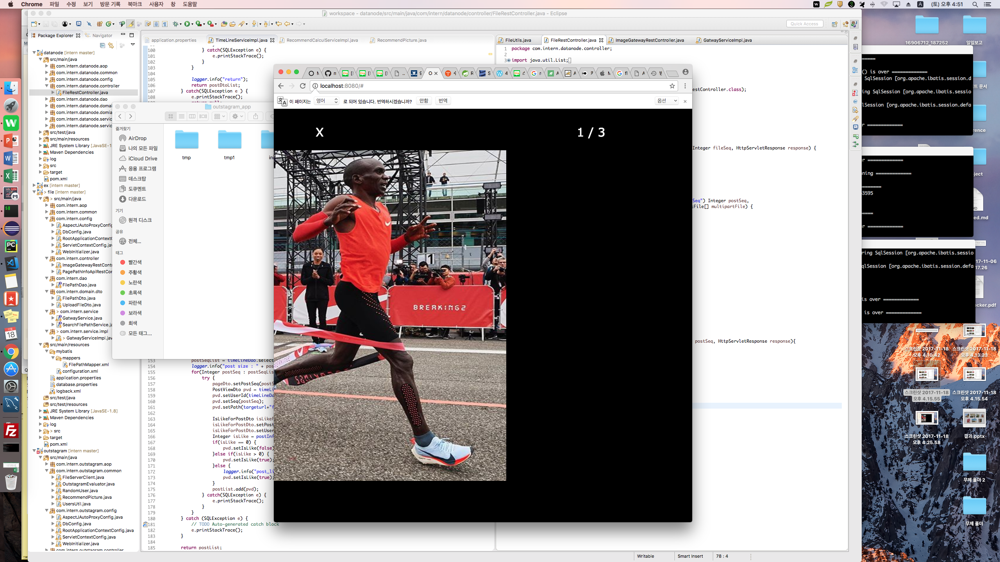 Chrome 파일 수정 보기 방문 기록 북마크 사용자 창 도움말
(토) 오후 4:51
workspace - datanode/src/main/java/com/intern/datanode/controller/FileRestController.java - Eclipse
Quick Access
Package Explorer
Navigator
datanode [intern master]
src/main/java
com.intern.datanode.aop
com.intern.datanode.common
com.intern.datanode.config
com.intern.datanode.controller
FileRestController.java
com.intern.datanode.dao
com.intern.datanode.domai
com.intern.datanode.domai
com.intern.datanode.servic
com.intern.datanode.servic
src/test/java
src/main/resources
JRE System Library [JavaSE-1
Maven Dependencies
log
src
target
pom.xml
ex [intern master]
> file [intern master]
> src/main/java
com.intern.aop
com.intern.common
com.intern.config
AspectJAutoProxyConfig
DbConfig.java
RootApplicationContext
ServletContextConfig.jav
WebInitializer.java
com.intern.controller
ImageGatewayRestContr
PagePathInfoApiRestCor
com.intern.dao
FilePathDao.java
com.intern.domain.dto
FilePathDto.java
UploadFileDto.java
> com.intern.service
GatwayService.java
SearchFilePathService.ja
> com.intern.service.impl
> GatwayServiceImpl.jav
src/main/resources
mybatis
mappers
FilePathMapper.xml
configuration.xml
application.properties
database.properties
logback.xml
src/test/java
src/test/resources
JRE System Library [JavaSE-1.8]
Maven Dependencies
log
> src
target
pom.xml
outstagram [intern master]
src/main/java
com.intern.outstagram.aop
com.intern.outstagram.common
FileServerClient.java
OutstagramEvaluator.java
RandomUser.java
RecommendPicture.java
UsersUtil.java
com.intern.outstagram.config
AspectJAutoProxyConfig.java
DbConfig.java
RootApplicationContextConfig.java
ServletContextConfig.java
WebInitializer.java
com.intern.outstagram.controller
application.properties
TimeLineServiceImpl.java
RecommendCalculServiceImpl.java
RecommendPicture.java
100 } catch(SQLException e) {
101 e.printStackTrace();
102 }
103 }
104
105 logger.info("return");
106 return postDtoList;
107 } catch(SQLException e ) {
108 e.printStackTrace();
153 postSeqList = timeLineDao.select
154 logger.info("post size : " + pos
155 for(Integer postSeq : postSeqLis
156 try {
157 pageDto.setPostSeq(postS
158 PostViewDto pvd = timeLi
159 pvd.setUserId(timeLineDa
160 pvd.setSeq(postSeq);
161 pvd.setPath(targeturl+"f
162
163 IsLikeForPostDto isLikeF
164 isLikeForPostDto.setPost
165 isLikeForPostDto.setUser
166 Integer isLike = postInf
167 if(isLike == 0) {
168 pvd.setIsLike(false)
169 }else if(isLike > 0) {
170 pvd.setIsLike(true);
171 }else {
172 logger.info("post_li
173 pvd.setIsLike(true);
174 }
175 postList.add(pvd);
176 } catch(SQLException e) {
177 e.printStackTrace();
178 }
179 }
180 } catch (SQLException e) {
181 // TODO Auto-generated catch block
182 e.printStackTrace();
183 }
184
185 return postList;
outstagram_app
즐겨찾기
AirDrop
나의 모든 파일
iCloud Drive
응용 프로그램
데스크탑
도큐멘트
다운로드
기기
원격 디스크
공유
전체...
태그
빨간색
주황색
노란색
초록색
파란색
보라색
회색
모든 태그...
tmp
tmp1
FileUtils.java
FileRestController.java
ImageGatewayRestController.java
GatwayServiceImpl.java
1 package com.intern.datanode.controller;
2
3 import java.util.List;
estController.class);
Integer fileSeq, HttpServletResponse response) {
Seq") Integer postSeq,
tFile[] multipartFile) {
postSeq, HttpServletResponse response){
localhost:8080/#
이 페이지는 영어 로 되어 있습니다. 번역하시겠습니까? 안함 번역 옵션
X
1 / 3
BREAKING2
Writable
Smart Insert
78 : 4
16906712_187252
일일보고
() is over ==============
SqlSession [org.apache.ibatis.session.d
ing SqlSession [org.apache.ibatis.sessio
lSession [org.apache.ibatis.session.defa
r ==============
트 문서
rence
er ==============
ning ==============
3595
er ==============
ject
ed.md
ring SqlSession [org.apache.ibatis.sessio
qlSession [org.apache.ibatis.session.defa
is over ==============
is over ==============
17-11-06
17.26
ocker.pdf
스크린샷 2017-11-18
오후 4.10.42
스크린샷 2017-11-18
오후 4.13.23
스크린샷 2017-11-18
오후 4.15.55
스크린샷 2017-11-18
오후 4.15.54
스크린샷 2017-11-18
오후 4.25.58
결과.pptx
무제 폴더 2
무제 폴더